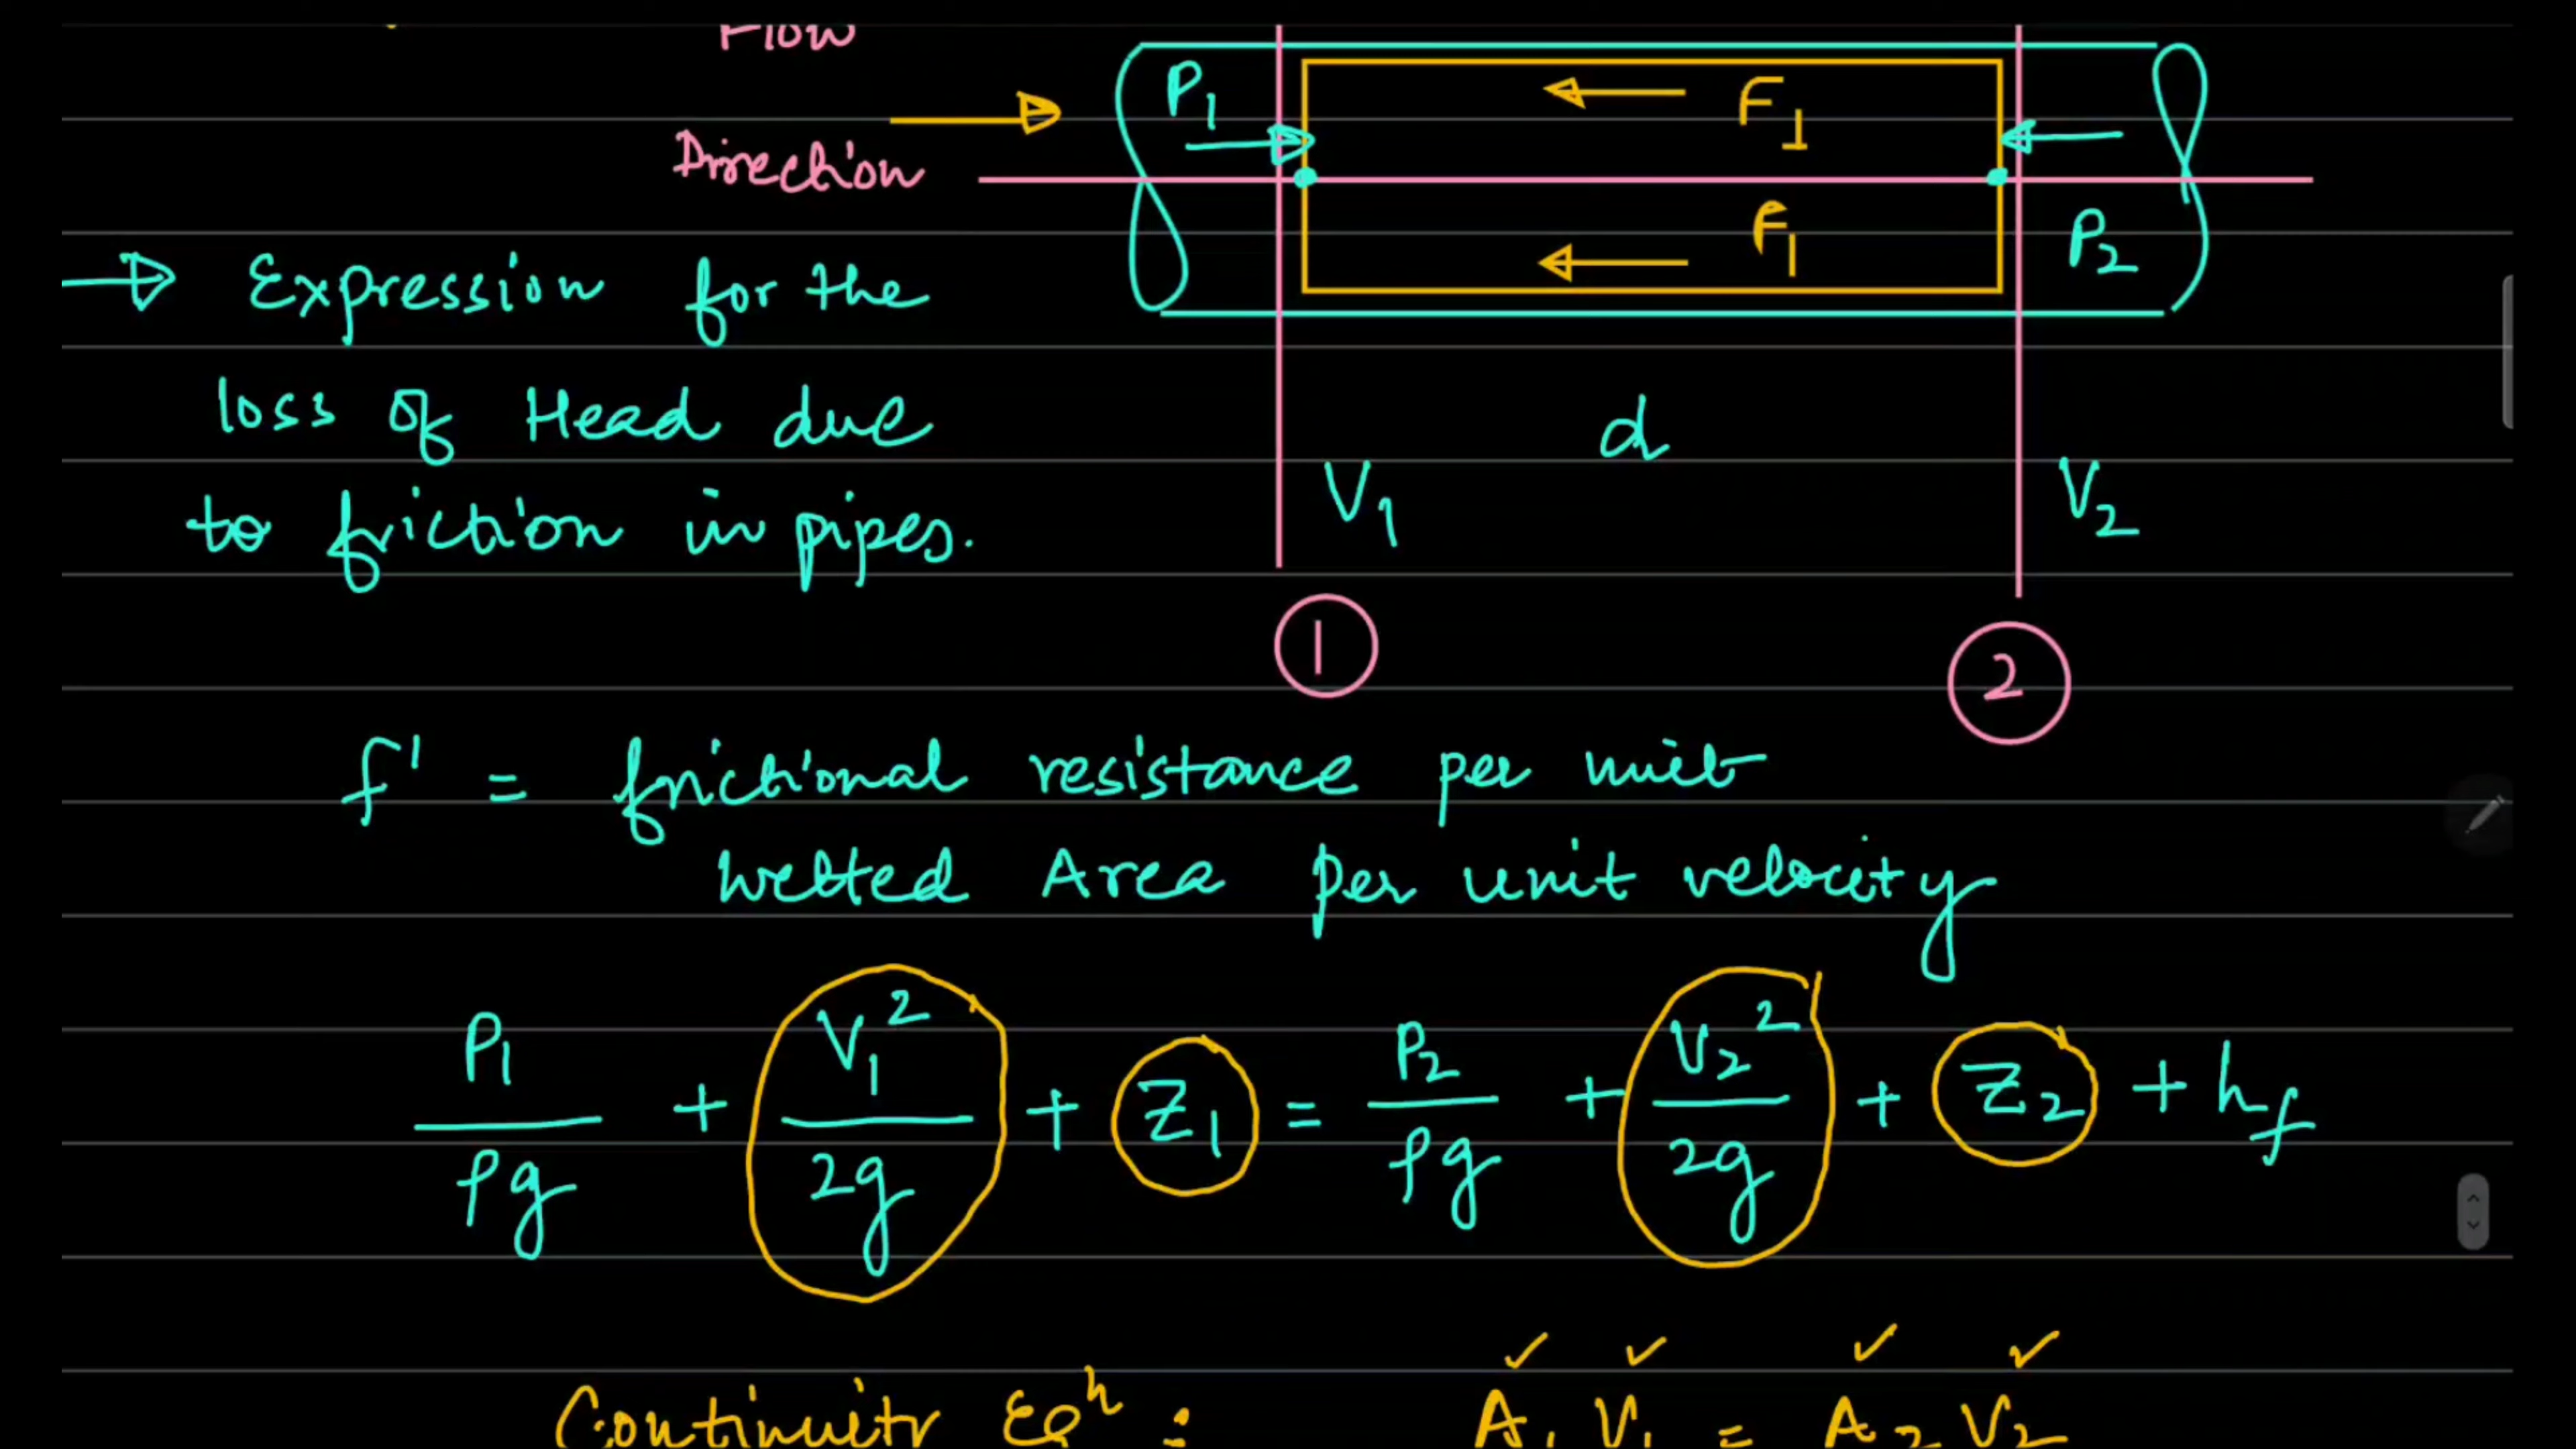 Flow
Direction
P1 F1
F1 P2
→ Expression for the
loss of Head due
to friction in pipes.
d
V1 V2
1 2
f' = frictional resistance per unit
wetted Area per unit velocity
P1/ρg + V1²/2g + Z1 = P2/ρg + V2²/2g + Z2 + hf
✓ ✓ ✓ ✓
Continuity Eqn : A1 V1 = A2 V2